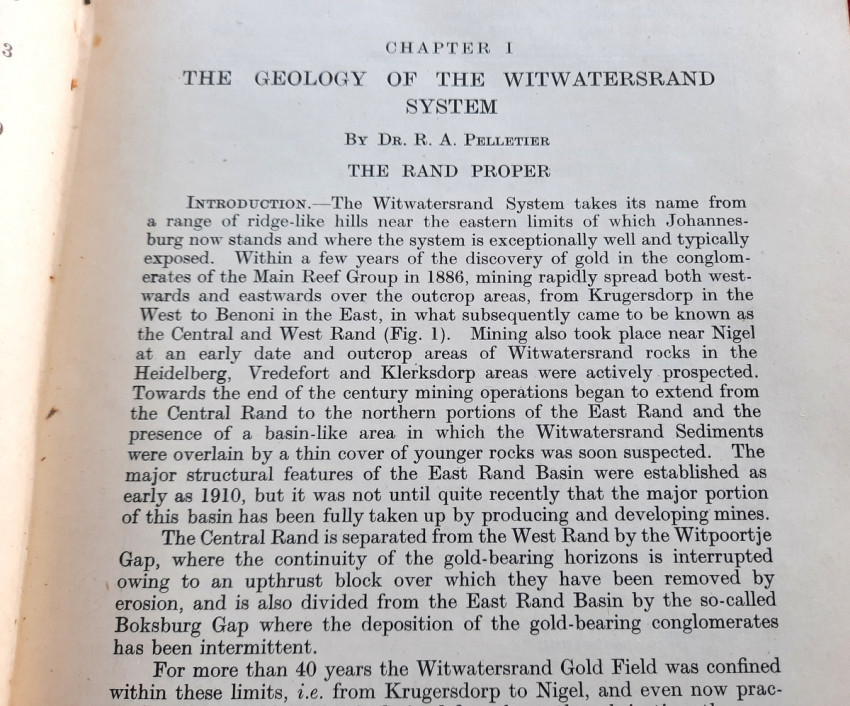 3
CHAPTER I
THE GEOLOGY OF THE WITWATERSRAND
SYSTEM
By Dr. R. A. Pelletier
THE RAND PROPER
Introduction.—The Witwatersrand System takes its name from
a range of ridge-like hills near the eastern limits of which Johannes-
burg now stands and where the system is exceptionally well and typically
exposed. Within a few years of the discovery of gold in the conglom-
erates of the Main Reef Group in 1886, mining rapidly spread both west-
wards and eastwards over the outcrop areas, from Krugersdorp in the
West to Benoni in the East, in what subsequently came to be known as
the Central and West Rand (Fig. 1). Mining also took place near Nigel
at an early date and outcrop areas of Witwatersrand rocks in the
Heidelberg, Vredefort and Klerksdorp areas were actively prospected.
Towards the end of the century mining operations began to extend from
the Central Rand to the northern portions of the East Rand and the
presence of a basin-like area in which the Witwatersrand Sediments
were overlain by a thin cover of younger rocks was soon suspected. The
major structural features of the East Rand Basin were established as
early as 1910, but it was not until quite recently that the major portion
of this basin has been fully taken up by producing and developing mines.
The Central Rand is separated from the West Rand by the Witpoortje
Gap, where the continuity of the gold-bearing horizons is interrupted
owing to an upthrust block over which they have been removed by
erosion, and is also divided from the East Rand Basin by the so-called
Boksburg Gap where the deposition of the gold-bearing conglomerates
has been intermittent.
For more than 40 years the Witwatersrand Gold Field was confined
within these limits, i.e. from Krugersdorp to Nigel, and even now prac-